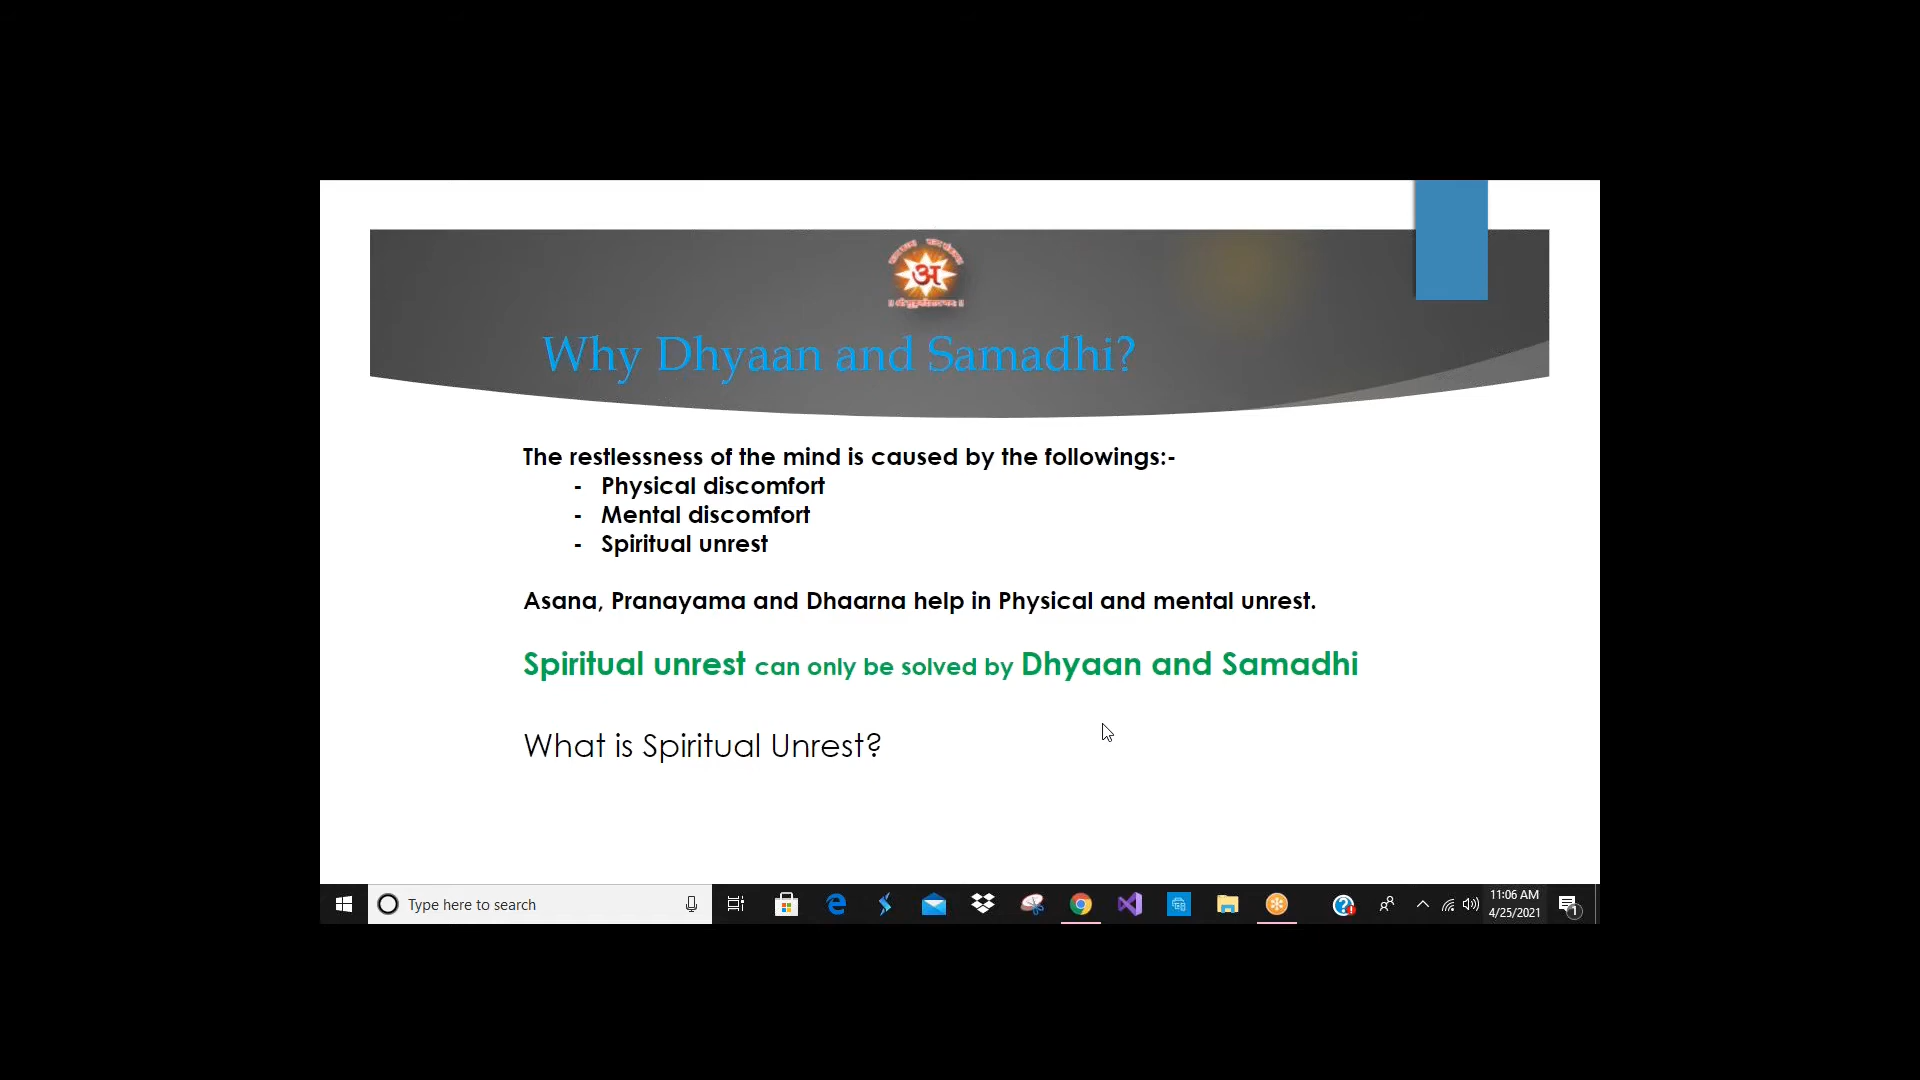 अ
Why Dhyaan and Samadhi?
The restlessness of the mind is caused by the followings:-
- Physical discomfort
- Mental discomfort
- Spiritual unrest
Asana, Pranayama and Dhaarna help in Physical and mental unrest.
Spiritual unrest can only be solved by Dhyaan and Samadhi
What is Spiritual Unrest?
Type here to search
11:06 AM
4/25/2021
1